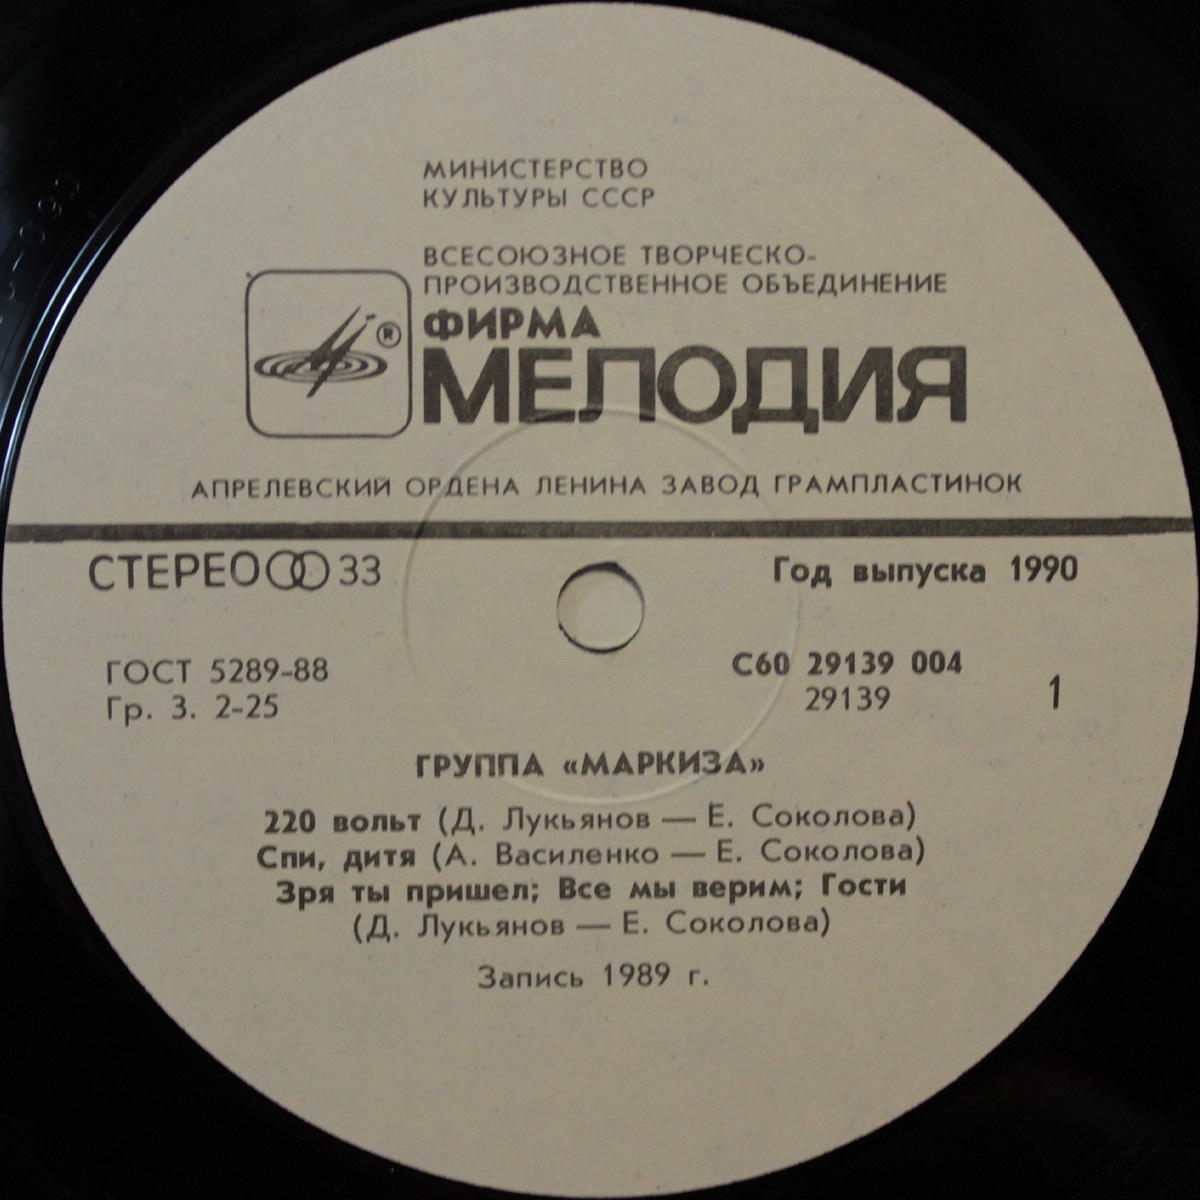 МИНИСТЕРСТВО
КУЛЬТУРЫ СССР
ВСЕСОЮЗНОЕ ТВОРЧЕСКО-
ПРОИЗВОДСТВЕННОЕ ОБЪЕДИНЕНИЕ
ФИРМА
®
МЕЛОДИЯ
АПРЕЛЕВСКИЙ ОРДЕНА ЛЕНИНА ЗАВОД ГРАМПЛАСТИНОК
СТЕРЕО 33
Год выпуска 1990
ГОСТ 5289-88
Гр. 3. 2-25
С60 29139 004
29139
1
ГРУППА «МАРКИЗА»
220 вольт (Д. Лукьянов — Е. Соколова)
Спи, дитя (А. Василенко — Е. Соколова)
Зря ты пришел; Все мы верим; Гости
(Д. Лукьянов — Е. Соколова)
Запись 1989 г.